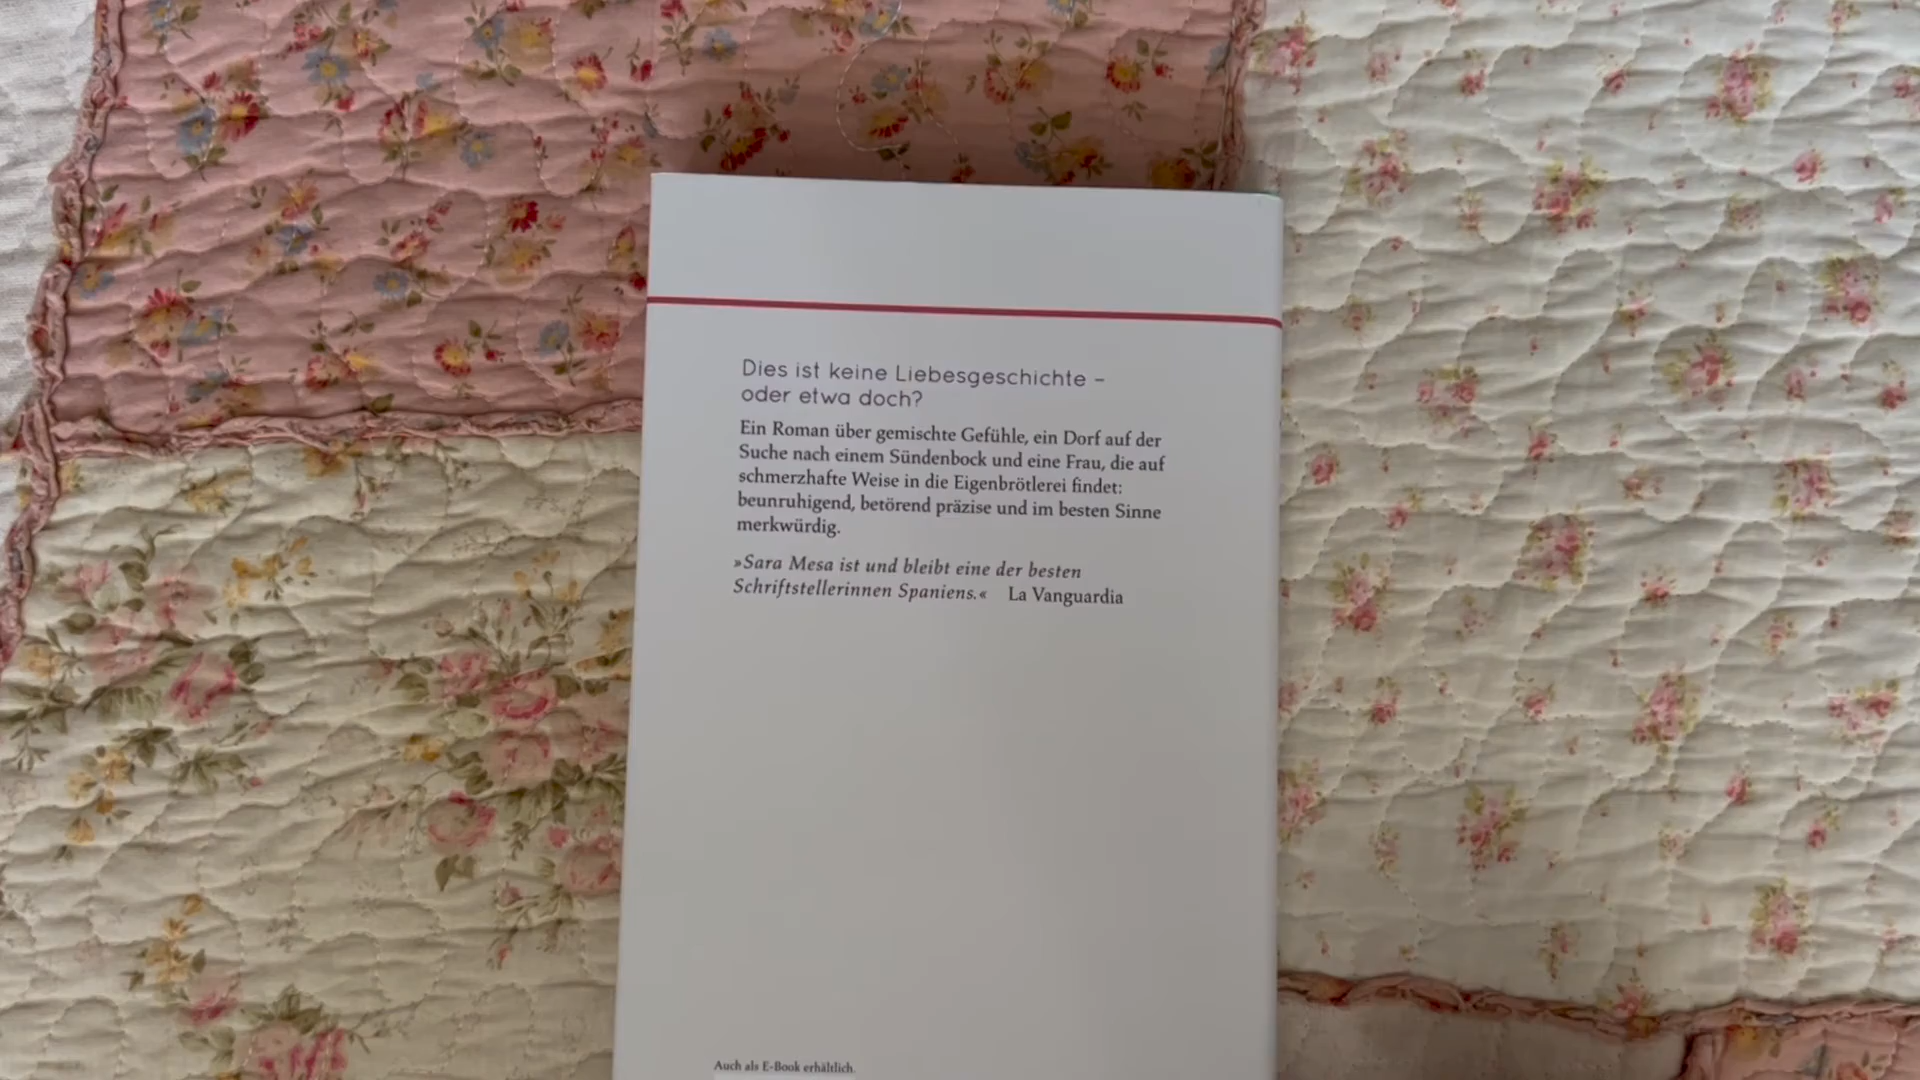 Dies ist keine Liebesgeschichte –
oder etwa doch?
Ein Roman über gemischte Gefühle, ein Dorf auf der
Suche nach einem Sündenbock und eine Frau, die auf
schmerzhafte Weise in die Eigenbrötlerei findet:
beunruhigend, betörend präzise und im besten Sinne
merkwürdig.
»Sara Mesa ist und bleibt eine der besten
Schriftstellerinnen Spaniens.« La Vanguardia
Auch als E-Book erhältlich.